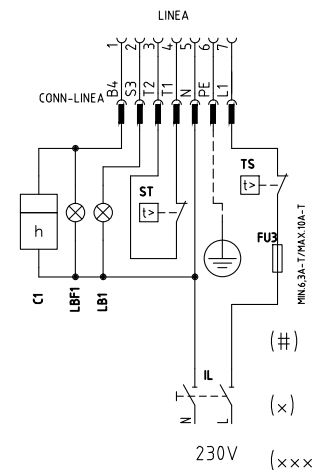 LINEA
1 2 3 4 5 6 7
B4 S3 T2 T1 N PE L1
CONN-LINEA
TS
t>
ST
t>
h
FU3
MIN.6,3A-T/MAX.10A-T
C1
LBF1
LB1
(#)
IL
(x)
N L
230V
(xxx